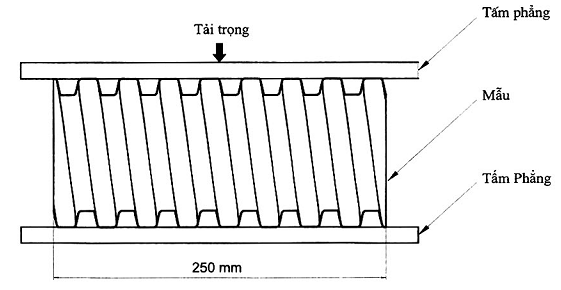 Tải trọng
Tấm phẳng
Mẫu
Tấm Phẳng
250 mm